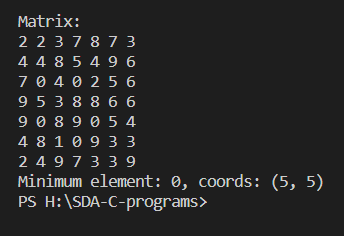 Matrix:
2 2 3 7 8 7 3
4 4 8 5 4 9 6
7 0 4 0 2 5 6
9 5 3 8 8 6 6
9 0 8 9 0 5 4
4 8 1 0 9 3 3
2 4 9 7 3 3 9
Minimum element: 0, coords: (5, 5)
PS H:\SDA-C-programs>